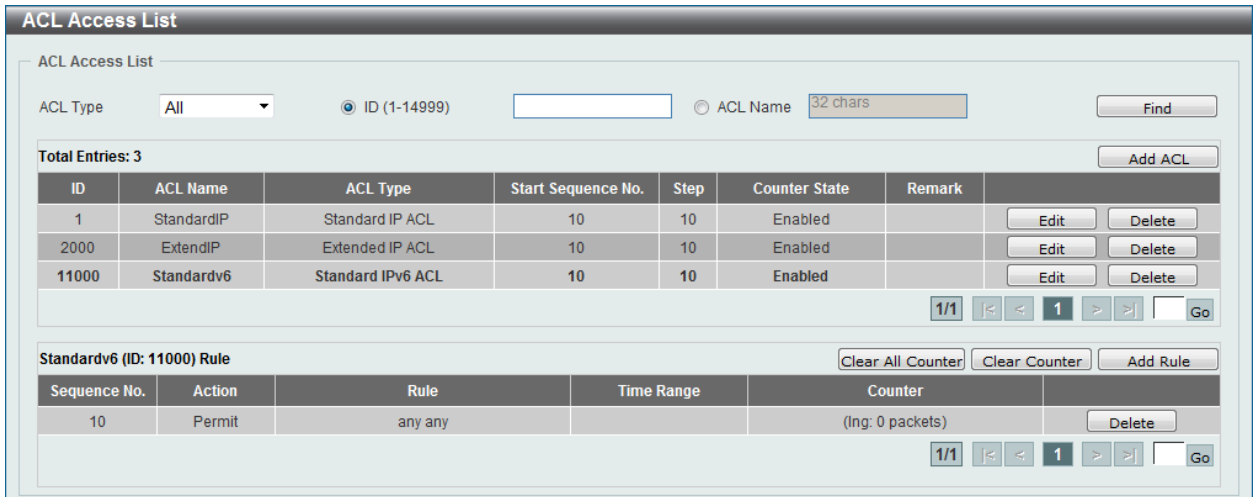 ACL Access List
ACL Access List
ACL Type All ID (1-14999) ACL Name 32 chars Find
Total Entries: 3 Add ACL
ID ACL Name ACL Type Start Sequence No. Step Counter State Remark
1 StandardIP Standard IP ACL 10 10 Enabled Edit Delete
2000 ExtendIP Extended IP ACL 10 10 Enabled Edit Delete
11000 Standardv6 Standard IPv6 ACL 10 10 Enabled Edit Delete
1/1 |< < 1 > >| Go
Standardv6 (ID: 11000) Rule Clear All Counter Clear Counter Add Rule
Sequence No. Action Rule Time Range Counter
10 Permit any any (Ing: 0 packets) Delete
1/1 |< < 1 > >| Go